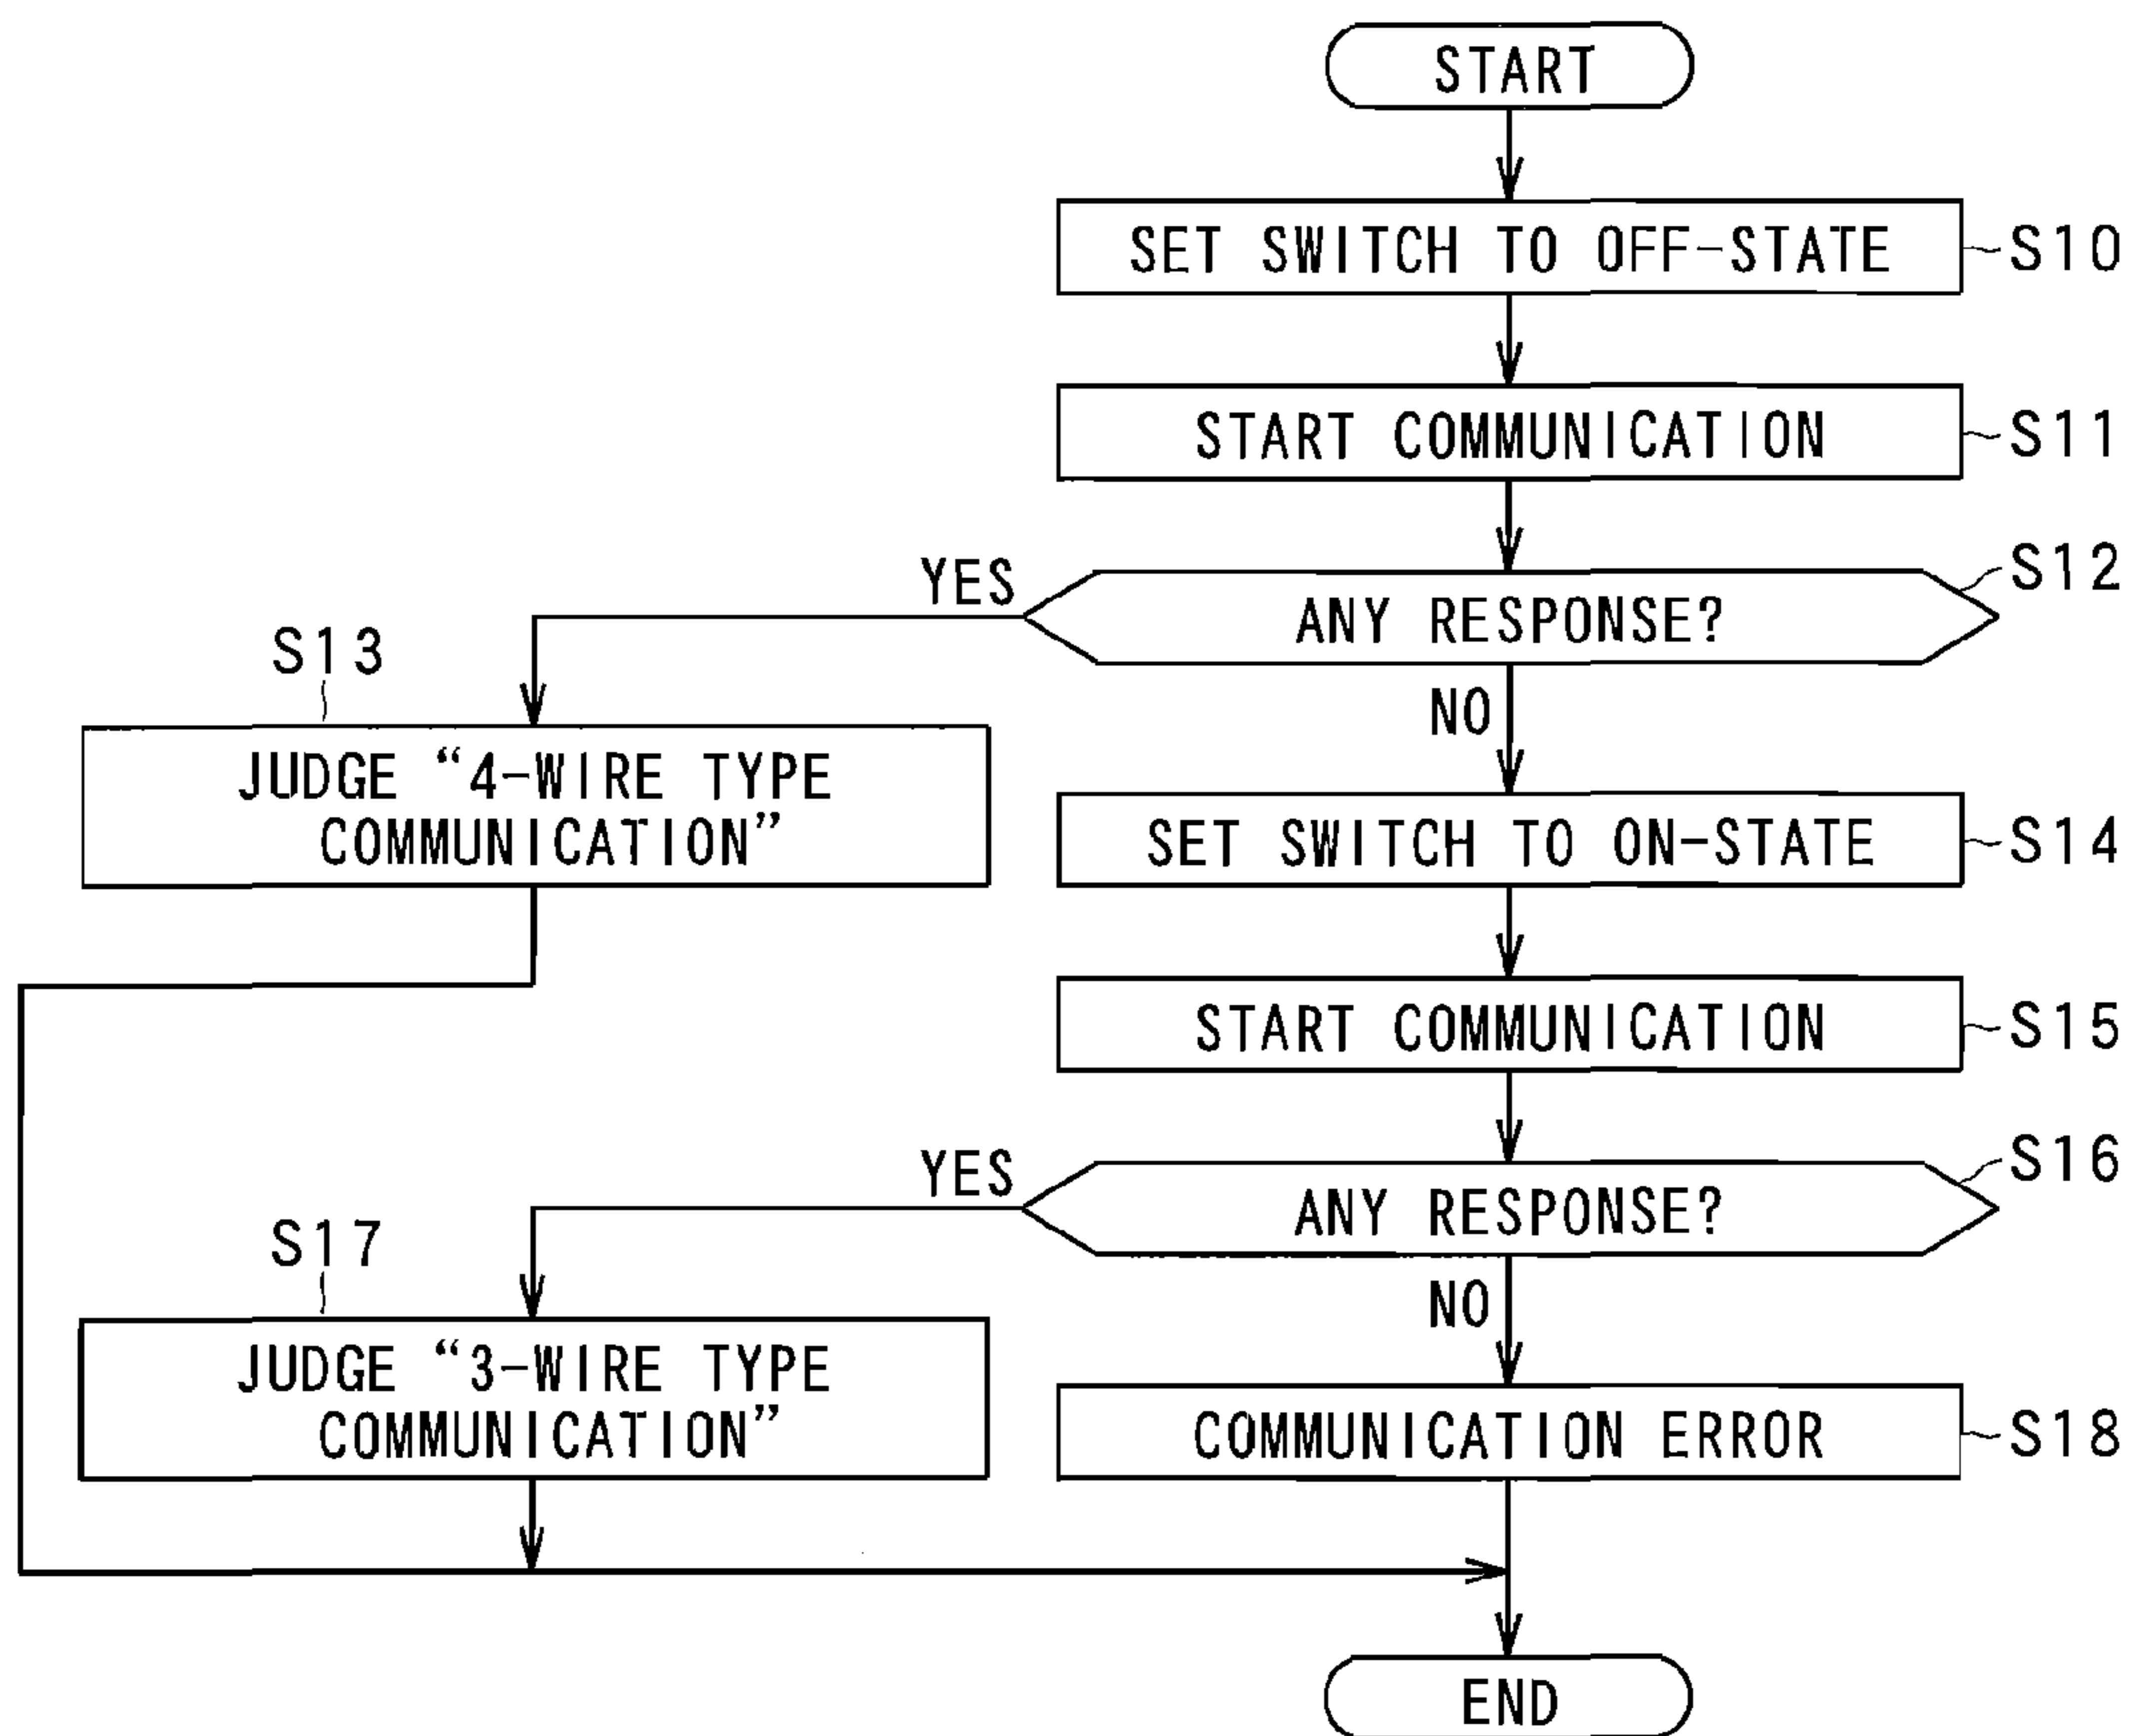 START
SET SWITCH TO OFF-STATE
S10
START COMMUNICATION
S11
S12
YES
ANY RESPONSE?
S13
NO
JUDGE “4-WIRE TYPE
COMMUNICATION”
SET SWITCH TO ON-STATE
S14
START COMMUNICATION
S15
S16
YES
ANY RESPONSE?
S17
NO
JUDGE “3-WIRE TYPE
COMMUNICATION”
COMMUNICATION ERROR
S18
END